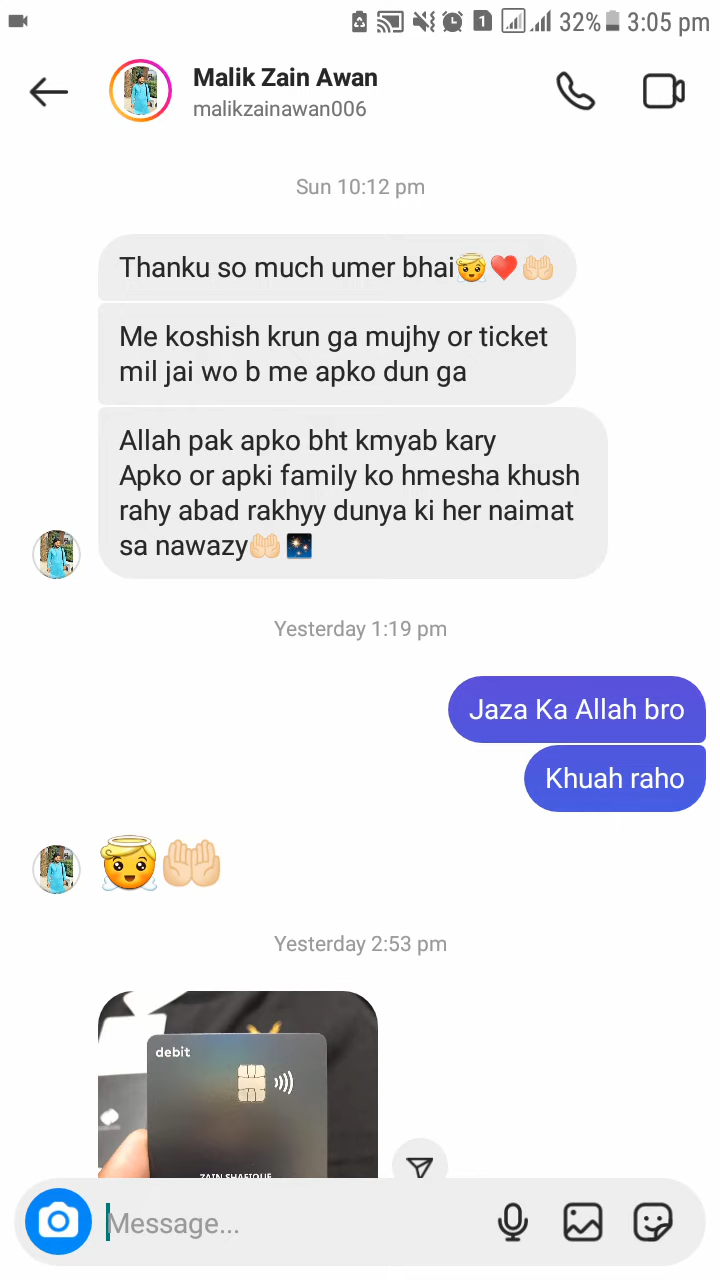 32% 3:05 pm
Malik Zain Awan
malikzainawan006
Sun 10:12 pm
Thanku so much umer bhai😇❤️🤲🏻
Me koshish krun ga mujhy or ticket
mil jai wo b me apko dun ga
Allah pak apko bht kmyab kary
Apko or apki family ko hmesha khush
rahy abad rakhyy dunya ki her naimat
sa nawazy🤲🏻🎇
Yesterday 1:19 pm
Jaza Ka Allah bro
Khuah raho
😇🤲🏻
Yesterday 2:53 pm
debit
ZAIN SHAFIQUE
Message...